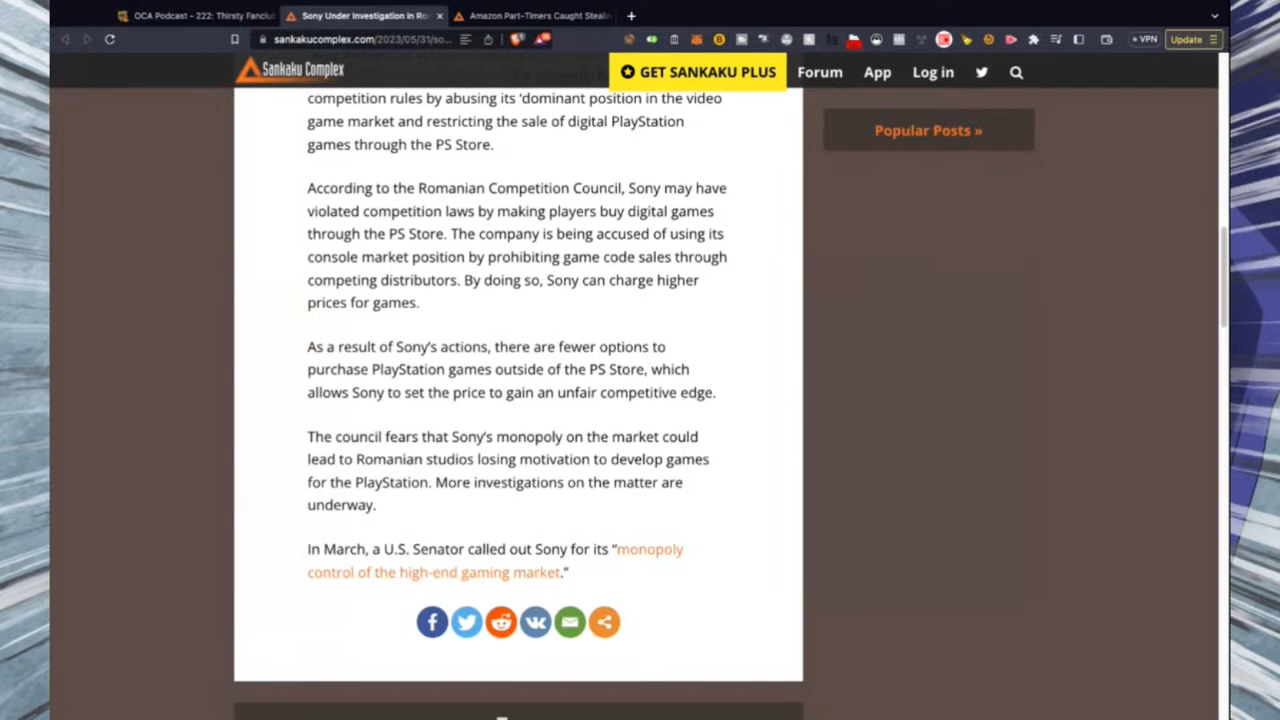 OCA Podcast – 222: Thirsty Fanclu
Sony Under Investigation in Ro
Amazon Part-Timers Caught Steali
sankakucomplex.com/2023/05/31/so...
VPN
Update
Sankaku Complex
GET SANKAKU PLUS
Forum
App
Log in
competition rules by abusing its 'dominant position in the video
game market and restricting the sale of digital PlayStation
games through the PS Store.
Popular Posts »
According to the Romanian Competition Council, Sony may have
violated competition laws by making players buy digital games
through the PS Store. The company is being accused of using its
console market position by prohibiting game code sales through
competing distributors. By doing so, Sony can charge higher
prices for games.
As a result of Sony's actions, there are fewer options to
purchase PlayStation games outside of the PS Store, which
allows Sony to set the price to gain an unfair competitive edge.
The council fears that Sony's monopoly on the market could
lead to Romanian studios losing motivation to develop games
for the PlayStation. More investigations on the matter are
underway.
In March, a U.S. Senator called out Sony for its “monopoly
control of the high-end gaming market.”